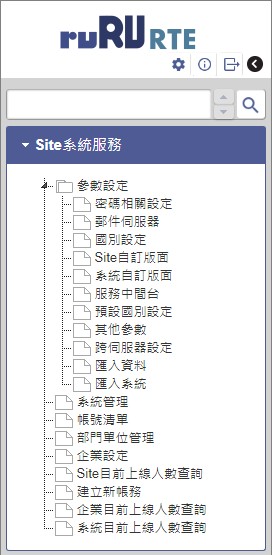 ruRU RTE
Site系統服務
參數設定
密碼相關設定
郵件伺服器
國別設定
Site自訂版面
系統自訂版面
服務中間台
預設國別設定
其他參數
跨伺服器設定
匯入資料
匯入系統
系統管理
帳號清單
部門單位管理
企業設定
Site目前上線人數查詢
建立新帳務
企業目前上線人數查詢
系統目前上線人數查詢